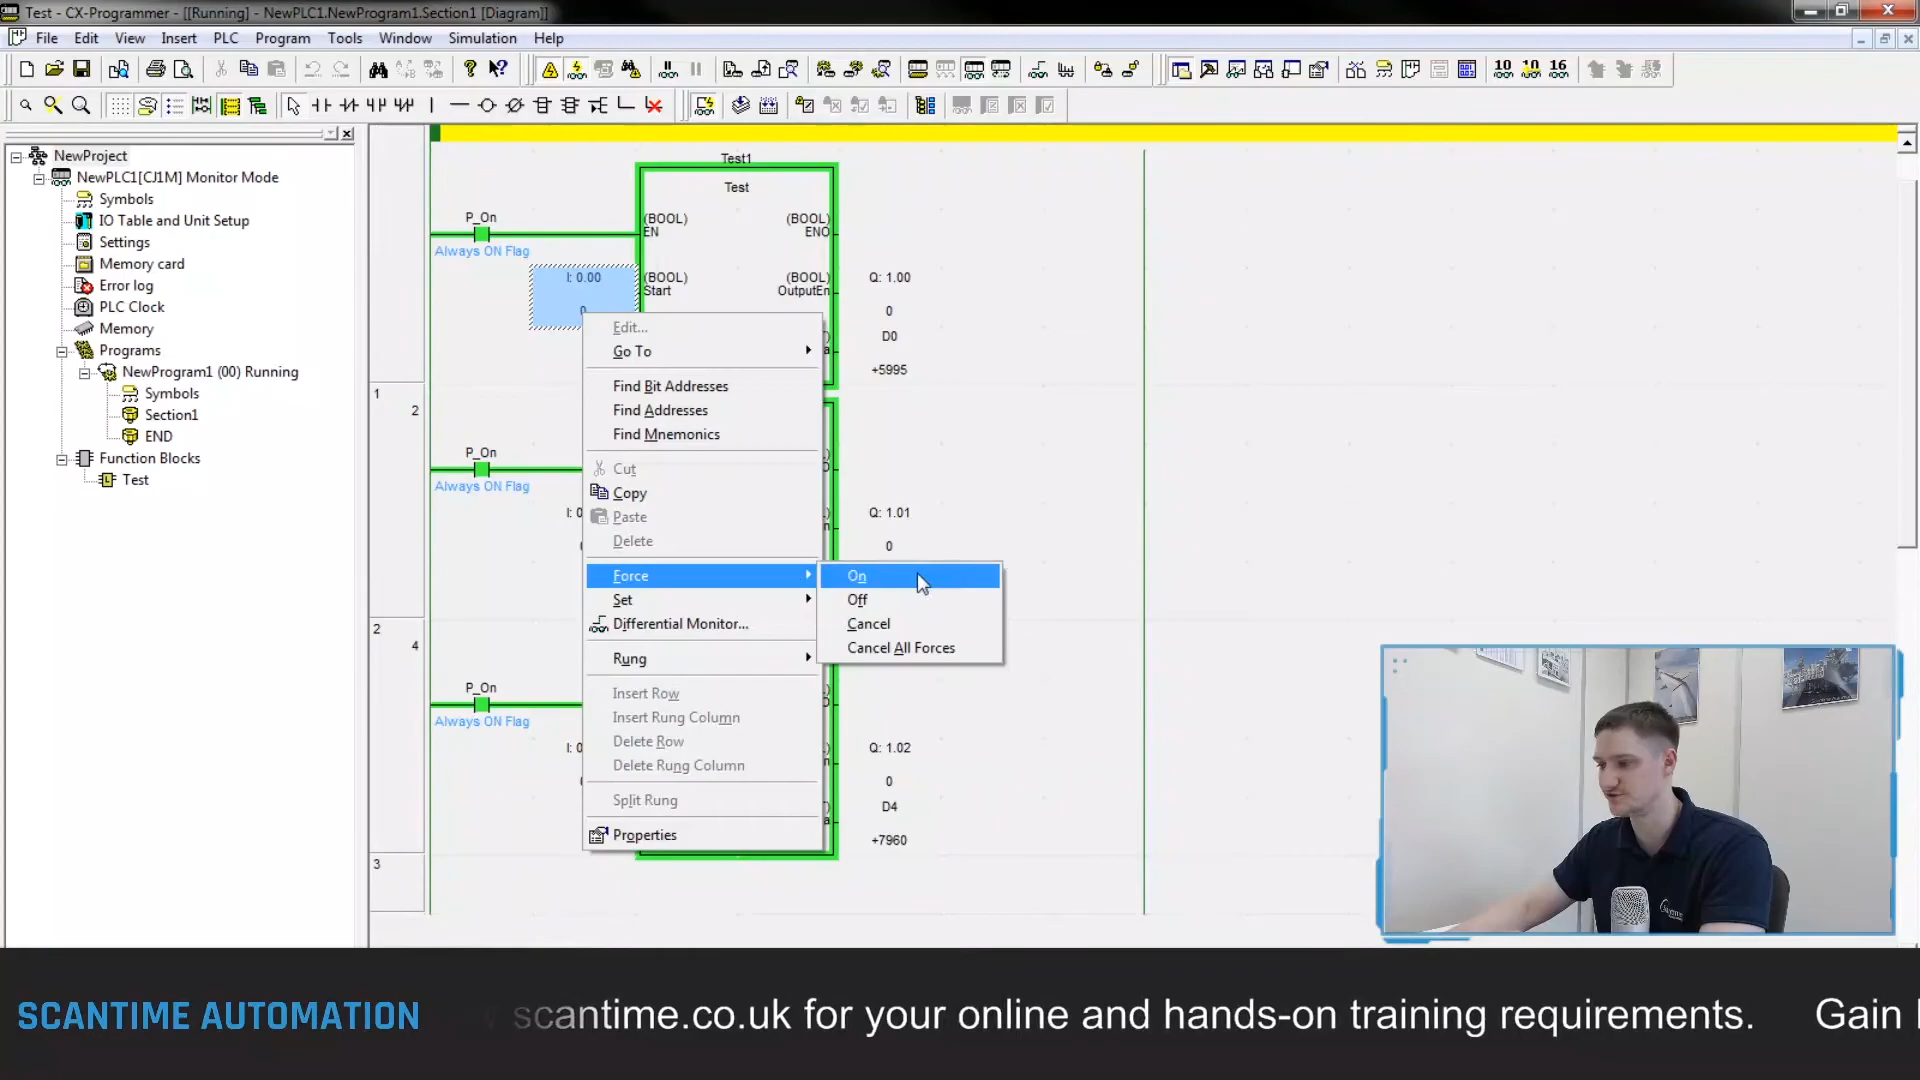 Test - CX-Programmer - [[Running] - NewPLC1.NewProgram1.Section1 [Diagram]]
File Edit View Insert PLC Program Tools Window Simulation Help
10 10 16
NewProject
NewPLC1[CJ1M] Monitor Mode
Symbols
IO Table and Unit Setup
Settings
Memory card
Error log
PLC Clock
Memory
Programs
NewProgram1 (00) Running
Symbols
Section1
END
Function Blocks
Test
Test1
Test
P_On
Always ON Flag
(BOOL)
EN
(BOOL)
ENO
I: 0.00
0
(BOOL)
Start
(BOOL)
OutputEn
Q: 1.00
0
D0
+5995
1
2
P_On
Always ON Flag
Q: 1.01
0
2
4
P_On
Always ON Flag
Q: 1.02
0
D4
+7960
3
Edit...
Go To
Find Bit Addresses
Find Addresses
Find Mnemonics
Cut
Copy
Paste
Delete
Force
Set
Differential Monitor...
Rung
Insert Row
Insert Rung Column
Delete Row
Delete Rung Column
Split Rung
Properties
On
Off
Cancel
Cancel All Forces
SCANTIME AUTOMATION
scantime.co.uk for your online and hands-on training requirements. Gain